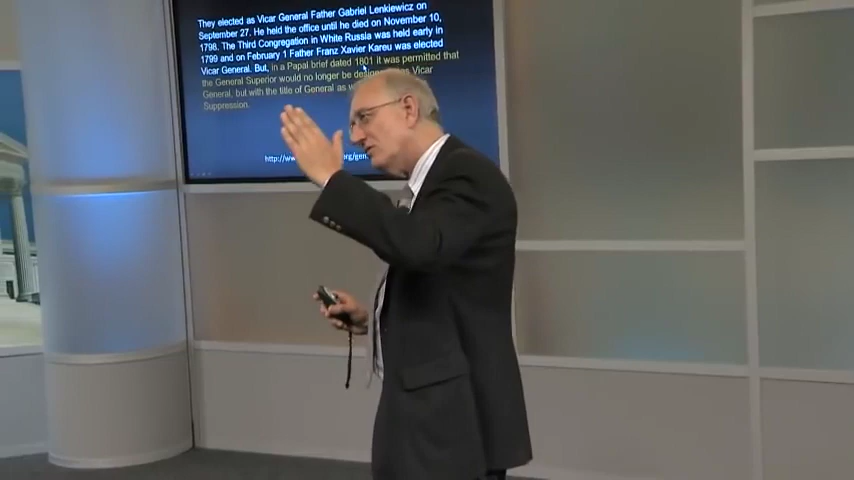 They elected as Vicar General Father Gabriel Lenkiewicz on
September 27. He held the office until he died on November 10,
1798. The Third Congregation in White Russia was held early in
1799 and on February 1 Father Franz Xavier Kareu was elected
Vicar General. But, in a Papal brief dated 1801 it was permitted that
the General Superior would no longer be Vicar
General, but with the title of General as
Suppression.
http://